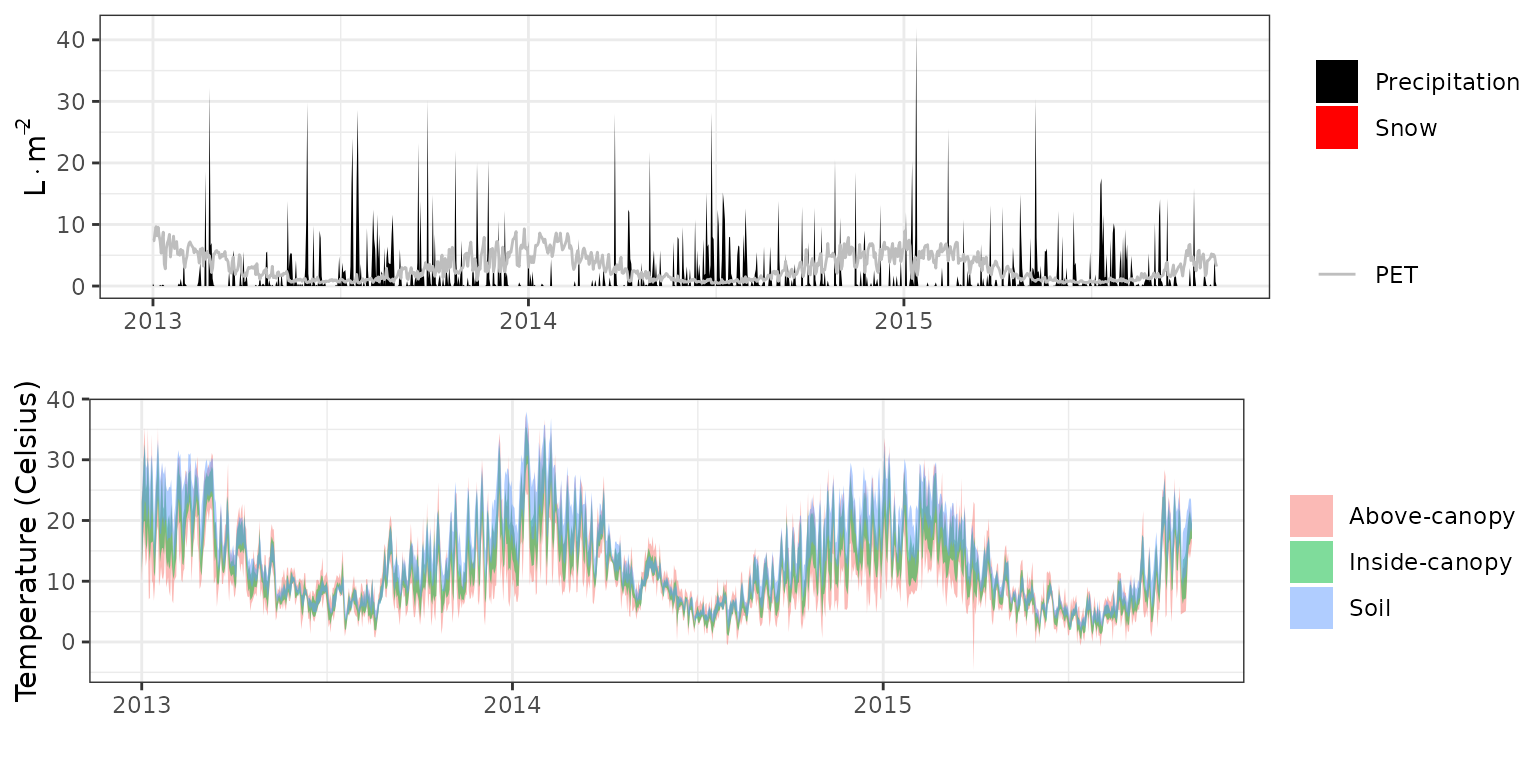 40
30
20
10
0
L · m⁻²
2013
2014
2015
Precipitation
Snow
PET
40
30
20
10
0
Temperature (Celsius)
2013
2014
2015
Above-canopy
Inside-canopy
Soil